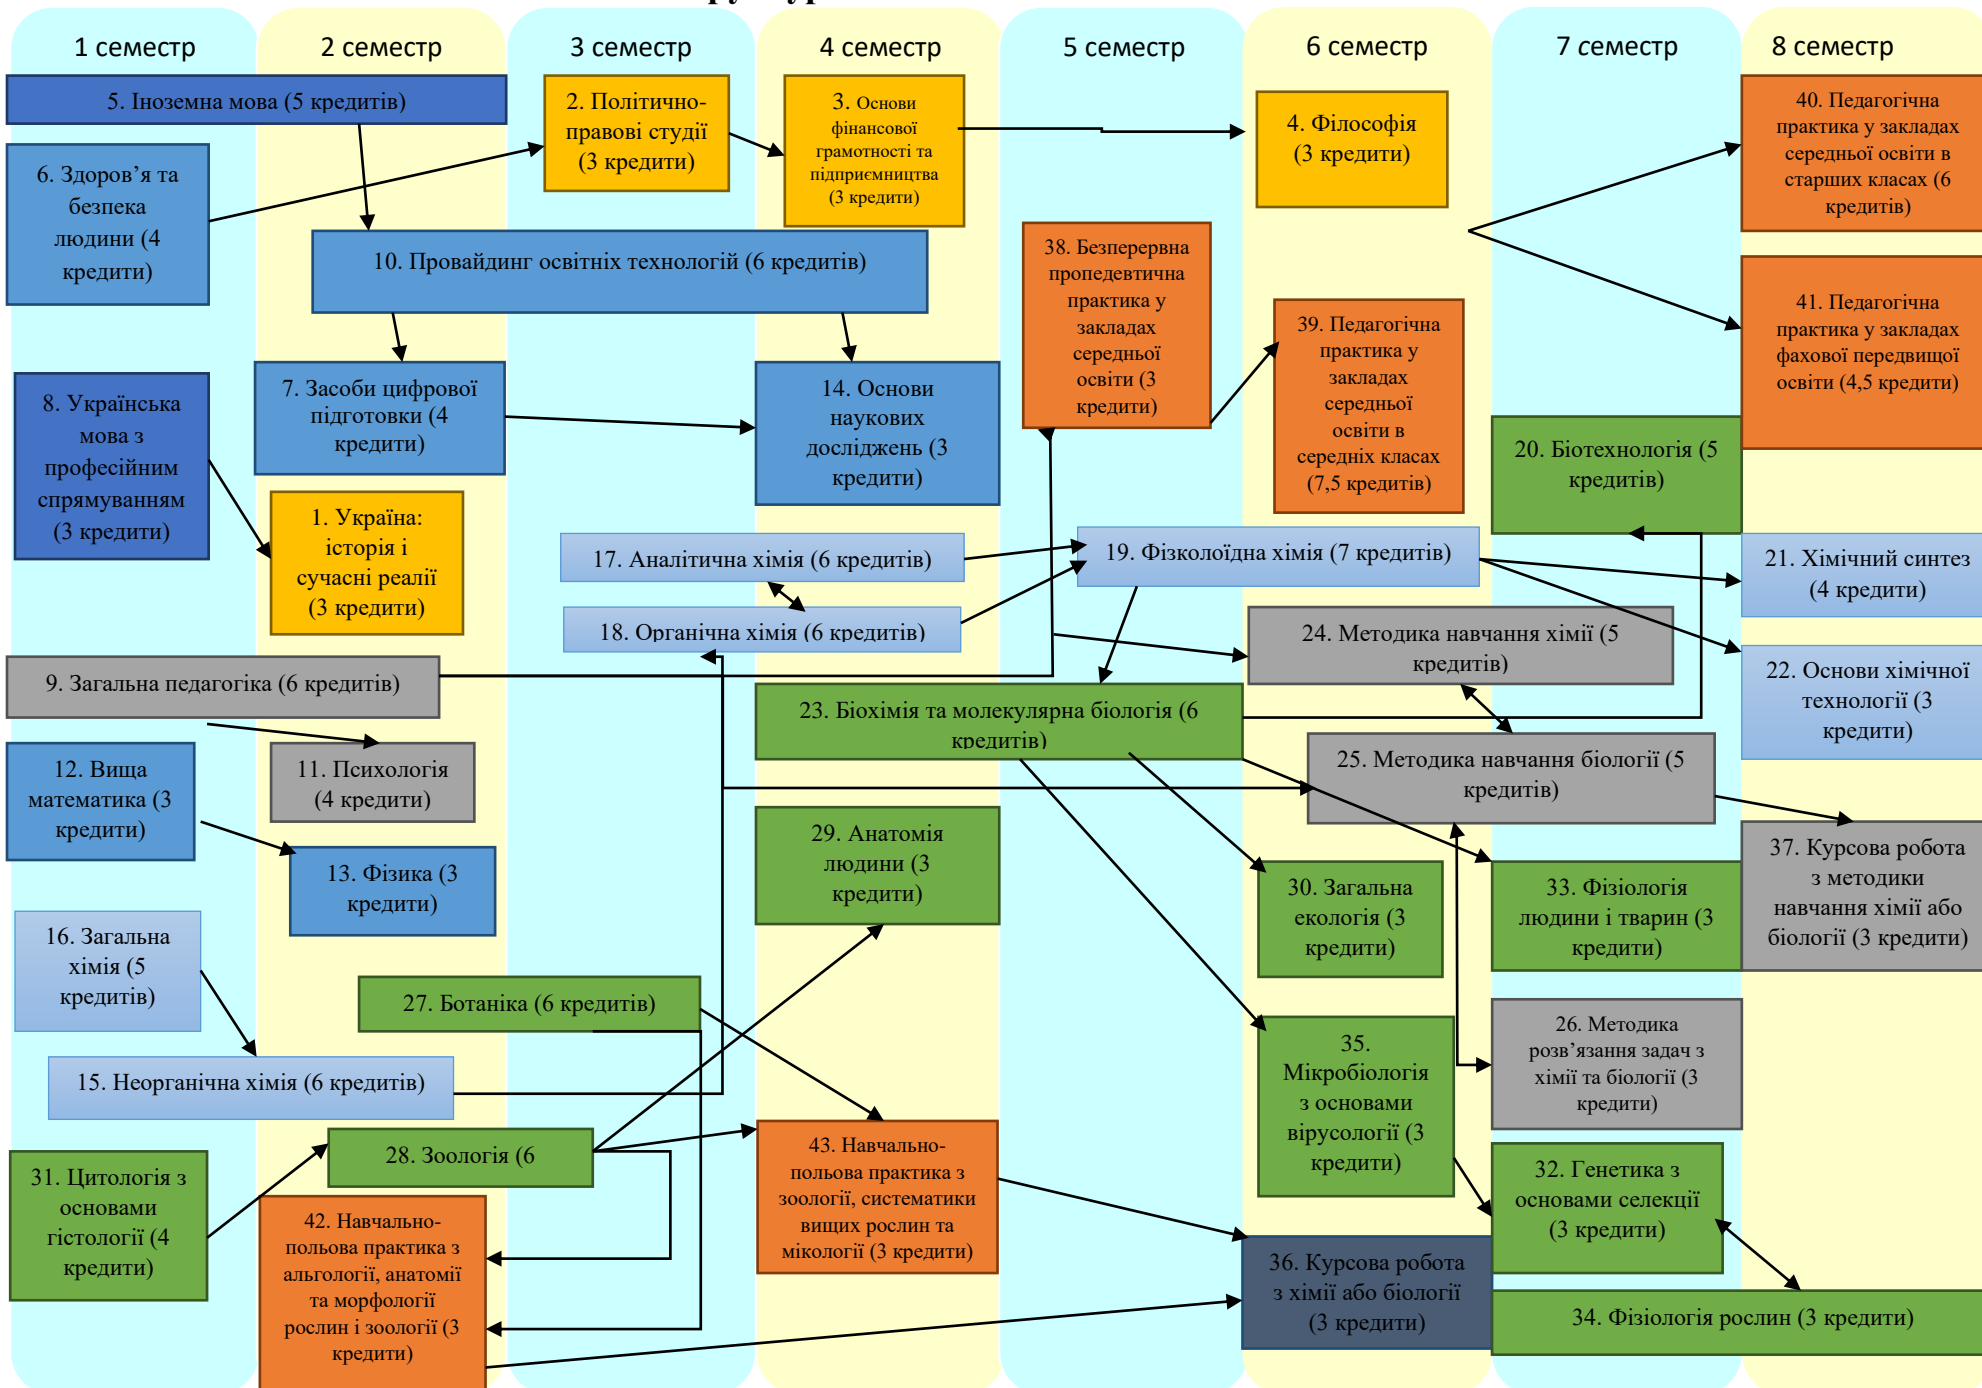 1 семестр
2 семестр
3 семестр
4 семестр
5 семестр
6 семестр
7 семестр
8 семестр
5. Іноземна мова (5 кредитів)
2. Політично-
правові студії
(3 кредити)
3. Основи
фінансової
грамотності та
підприємництва
(3 кредити)
4. Філософія
(3 кредити)
40. Педагогічна
практика у закладах
середньої освіти в
старших класах (6
кредитів)
6. Здоров’я та
безпека
людини (4
кредити)
10. Провайдинг освітніх технологій (6 кредитів)
38. Безперервна
пропедевтична
практика у
закладах
середньої
освіти (3
кредити)
39. Педагогічна
практика у
закладах
середньої
освіти в
середніх класах
(7,5 кредитів)
41. Педагогічна
практика у закладах
фахової передвищої
освіти (4,5 кредити)
8. Українська
мова з
професійним
спрямуванням
(3 кредити)
7. Засоби цифрової
підготовки (4
кредити)
14. Основи
наукових
досліджень (3
кредити)
20. Біотехнологія (5
кредитів)
1. Україна:
історія і
сучасні реалії
(3 кредити)
17. Аналітична хімія (6 кредитів)
19. Фізколоїдна хімія (7 кредитів)
21. Хімічний синтез
(4 кредити)
18. Органічна хімія (6 кредитів)
24. Методика навчання хімії (5
кредитів)
9. Загальна педагогіка (6 кредитів)
23. Біохімія та молекулярна біологія (6
кредитів)
22. Основи хімічної
технології (3
кредити)
12. Вища
математика (3
кредити)
11. Психологія
(4 кредити)
25. Методика навчання біології (5
кредитів)
13. Фізика (3
кредити)
29. Анатомія
людини (3
кредити)
30. Загальна
екологія (3
кредити)
33. Фізіологія
людини і тварин (3
кредити)
37. Курсова робота
з методики
навчання хімії або
біології (3 кредити)
16. Загальна
хімія (5
кредитів)
27. Ботаніка (6 кредитів)
15. Неорганічна хімія (6 кредитів)
35.
Мікробіологія
з основами
вірусології (3
кредити)
26. Методика
розв’язання задач з
хімії та біології (3
кредити)
28. Зоологія (6
43. Навчально-
польова практика з
зоології, систематики
вищих рослин та
мікології (3 кредити)
31. Цитологія з
основами
гістології (4
кредити)
32. Генетика з
основами селекції
(3 кредити)
42. Навчально-
польова практика з
альгології, анатомії
та морфології
рослин і зоології (3
кредити)
36. Курсова робота
з хімії або біології
(3 кредити)
34. Фізіологія рослин (3 кредити)